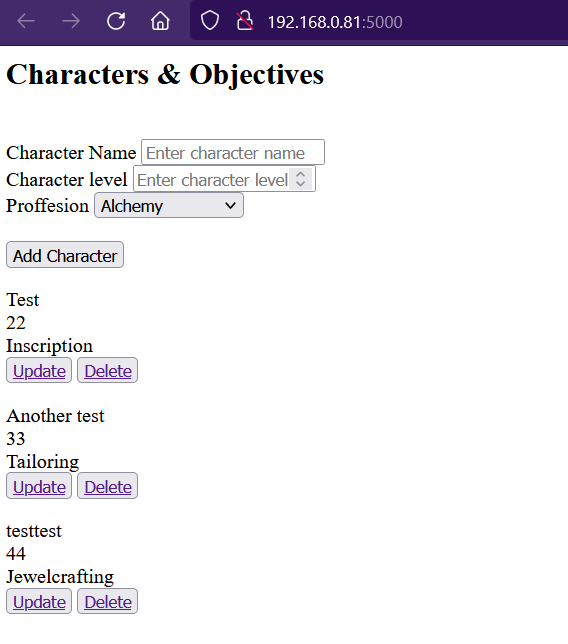 192.168.0.81:5000
Characters & Objectives
Character Name Enter character name
Character level Enter character level
Proffesion Alchemy
Add Character
Test
22
Inscription
Update Delete
Another test
33
Tailoring
Update Delete
testtest
44
Jewelcrafting
Update Delete